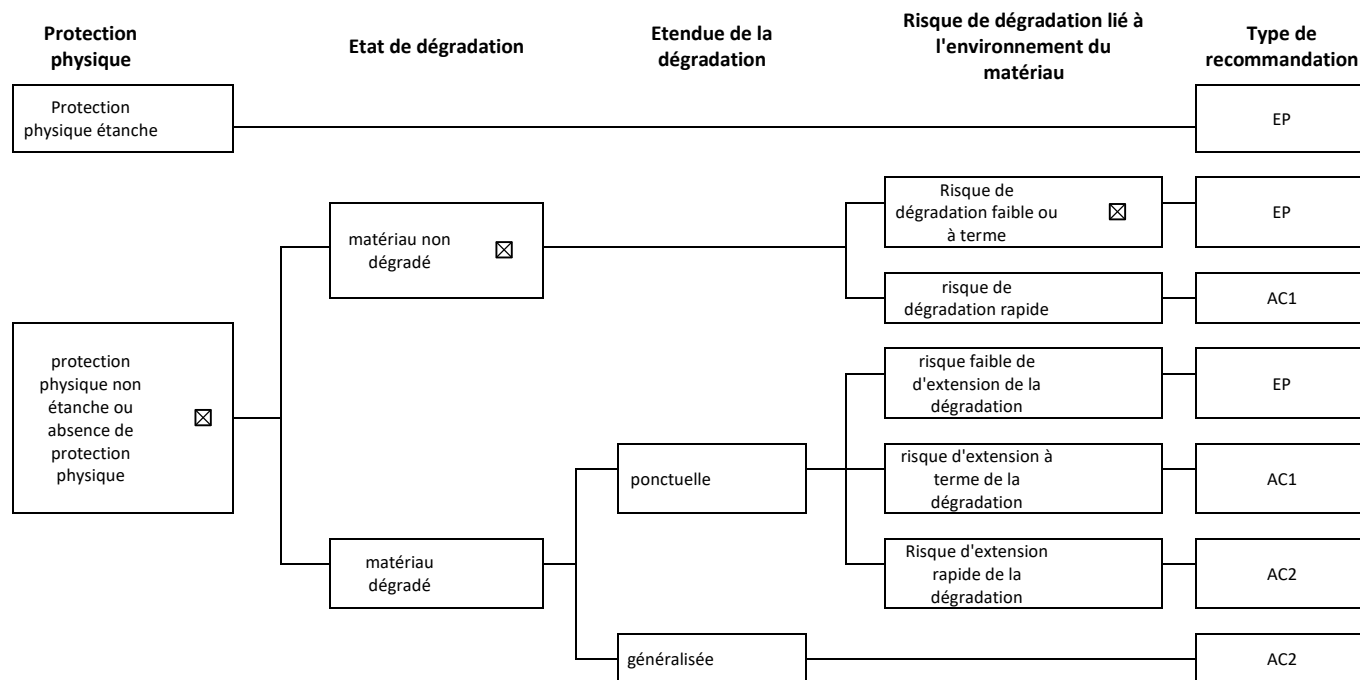 Protection
physique
Etat de dégradation
Etendue de la
dégradation
Risque de dégradation lié à
l'environnement du
matériau
Type de
recommandation
Protection
physique étanche
EP
protection
physique non
étanche ou
absence de
protection
physique
☒
matériau non
dégradé
☒
Risque de
dégradation faible ou
à terme
☒
EP
risque de
dégradation rapide
AC1
matériau
dégradé
ponctuelle
risque faible de
d'extension de la
dégradation
EP
risque d'extension à
terme de la
dégradation
AC1
Risque d'extension
rapide de la
dégradation
AC2
généralisée
AC2